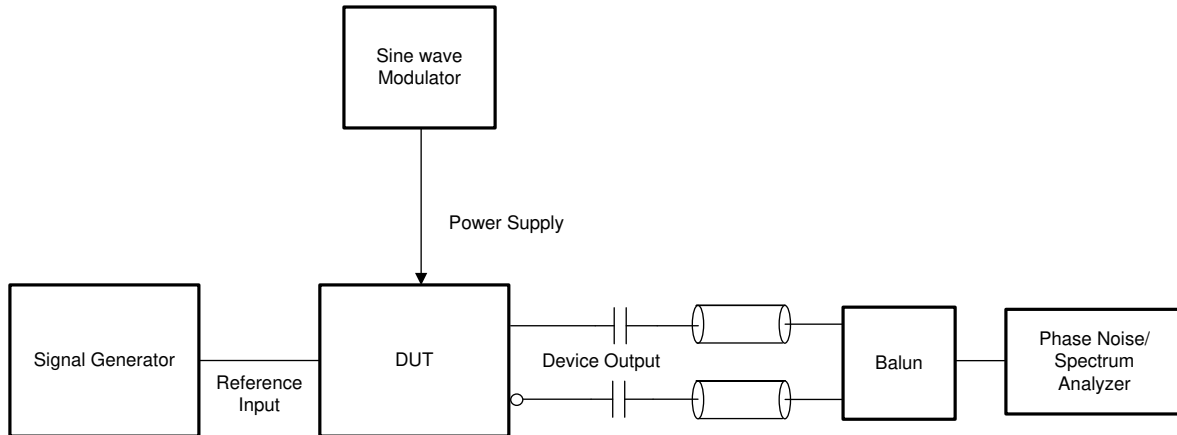 Sine wave
Modulator
Power Supply
Signal Generator
Reference
Input
DUT
Device Output
Balun
Phase Noise/
Spectrum
Analyzer